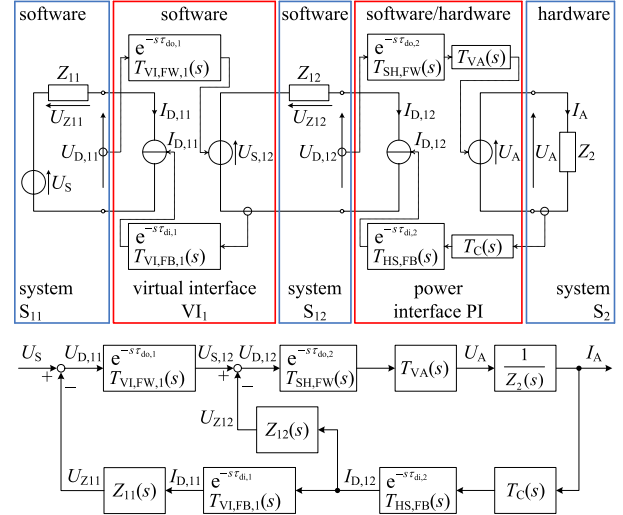 software software software software/hardware hardware
e^{-sτ_{do,1}}
T_{VI,FW,1}(s)
e^{-sτ_{do,2}}
T_{SH,FW}(s)
T_{VA}(s)
Z_{11}
U_{Z11}
I_{D,11}
U_{D,11}
I_{D,11}
U_S
U_{S,12}
Z_{12}
U_{Z12}
I_{D,12}
U_{D,12}
I_{D,12}
U_A
U_A
I_A
Z_2
e^{-sτ_{di,1}}
T_{VI,FB,1}(s)
e^{-sτ_{di,2}}
T_{HS,FB}(s)
T_C(s)
system
S_{11}
virtual interface
VI_1
system
S_{12}
power
interface PI
system
S_2
U_S
+
−
U_{D,11}
e^{-sτ_{do,1}}
T_{VI,FW,1}(s)
U_{S,12}
+
−
U_{D,12}
e^{-sτ_{do,2}}
T_{SH,FW}(s)
T_{VA}(s)
U_A
1
Z_2(s)
I_A
U_{Z12}
Z_{12}(s)
U_{Z11}
Z_{11}(s)
I_{D,11}
e^{-sτ_{di,1}}
T_{VI,FB,1}(s)
I_{D,12}
e^{-sτ_{di,2}}
T_{HS,FB}(s)
T_C(s)